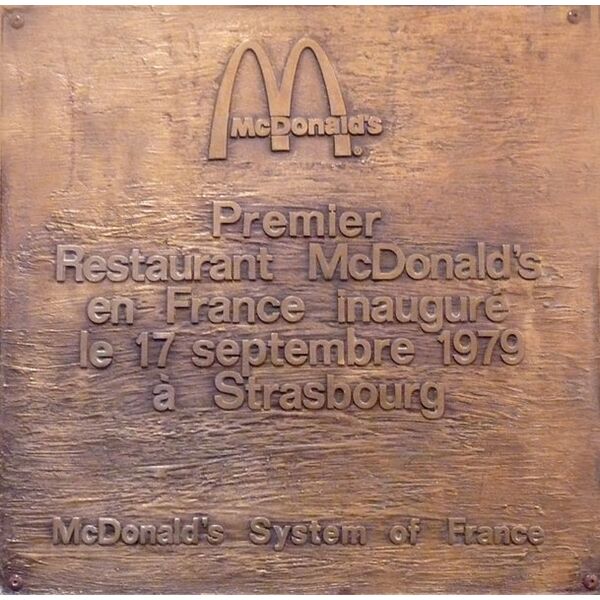 McDonald's ®
Premier
Restaurant McDonald's
en France inauguré
le 17 septembre 1979
à Strasbourg
McDonald's System of France